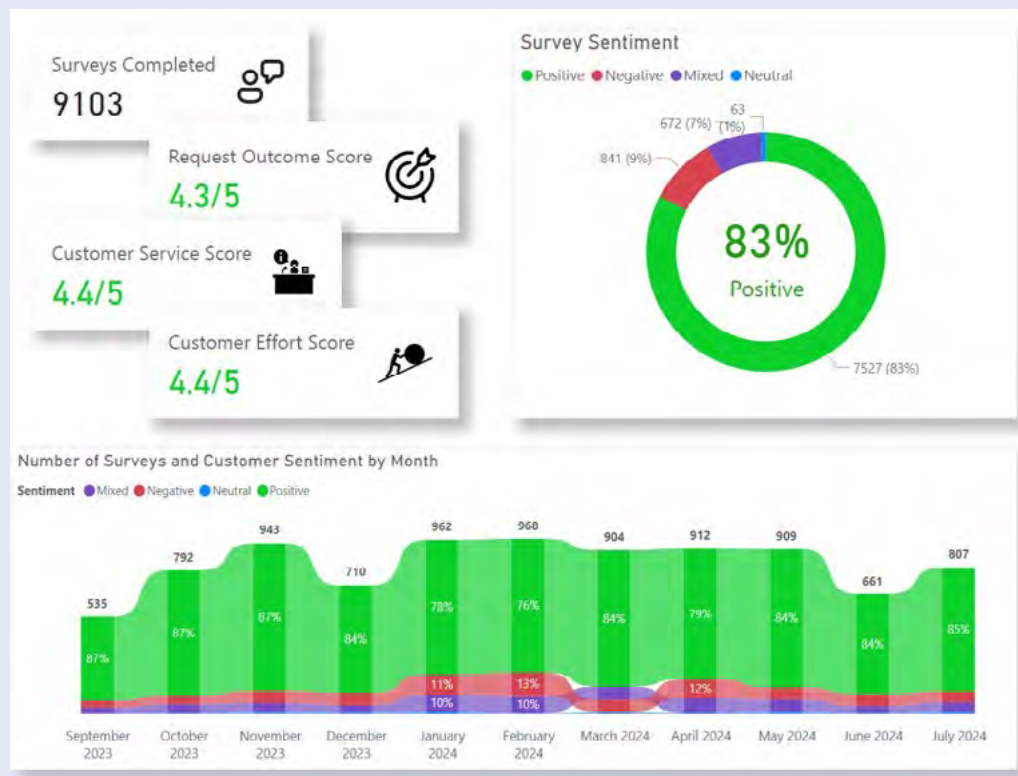 Surveys Completed
9103
Request Outcome Score
4.3/5
Customer Service Score
4.4/5
Customer Effort Score
4.4/5
Survey Sentiment
Positive Negative Mixed Neutral
63
(1%)
672 (7%)
841 (9%)
83%
Positive
7527 (83%)
Number of Surveys and Customer Sentiment by Month
Sentiment Mixed Negative Neutral Positive
535
792
943
710
962
960
904
912
909
661
807
87%
87%
87%
84%
78%
76%
84%
79%
84%
84%
85%
11%
13%
12%
10%
10%
September
2023
October
2023
November
2023
December
2023
January
2024
February
2024
March 2024
April 2024
May 2024
June 2024
July 2024